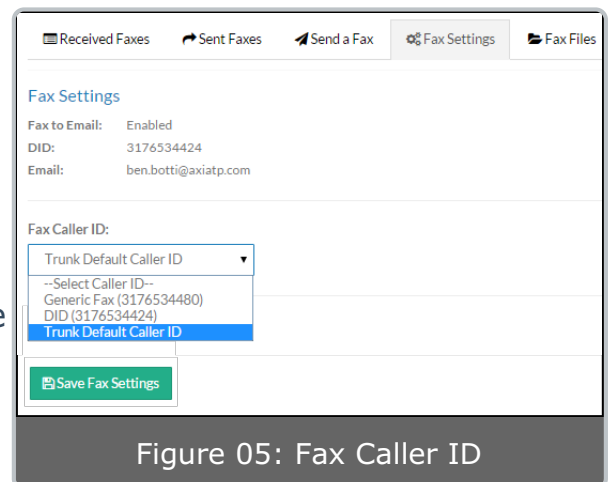 Received Faxes Sent Faxes Send a Fax Fax Settings Fax Files
Fax Settings
Fax to Email: Enabled
DID: 3176534424
Email: ben.botti@axiatp.com
Fax Caller ID:
Trunk Default Caller ID
--Select Caller ID--
Generic Fax (3176534480)
DID (3176534424)
Trunk Default Caller ID
e
Save Fax Settings
Figure 05: Fax Caller ID